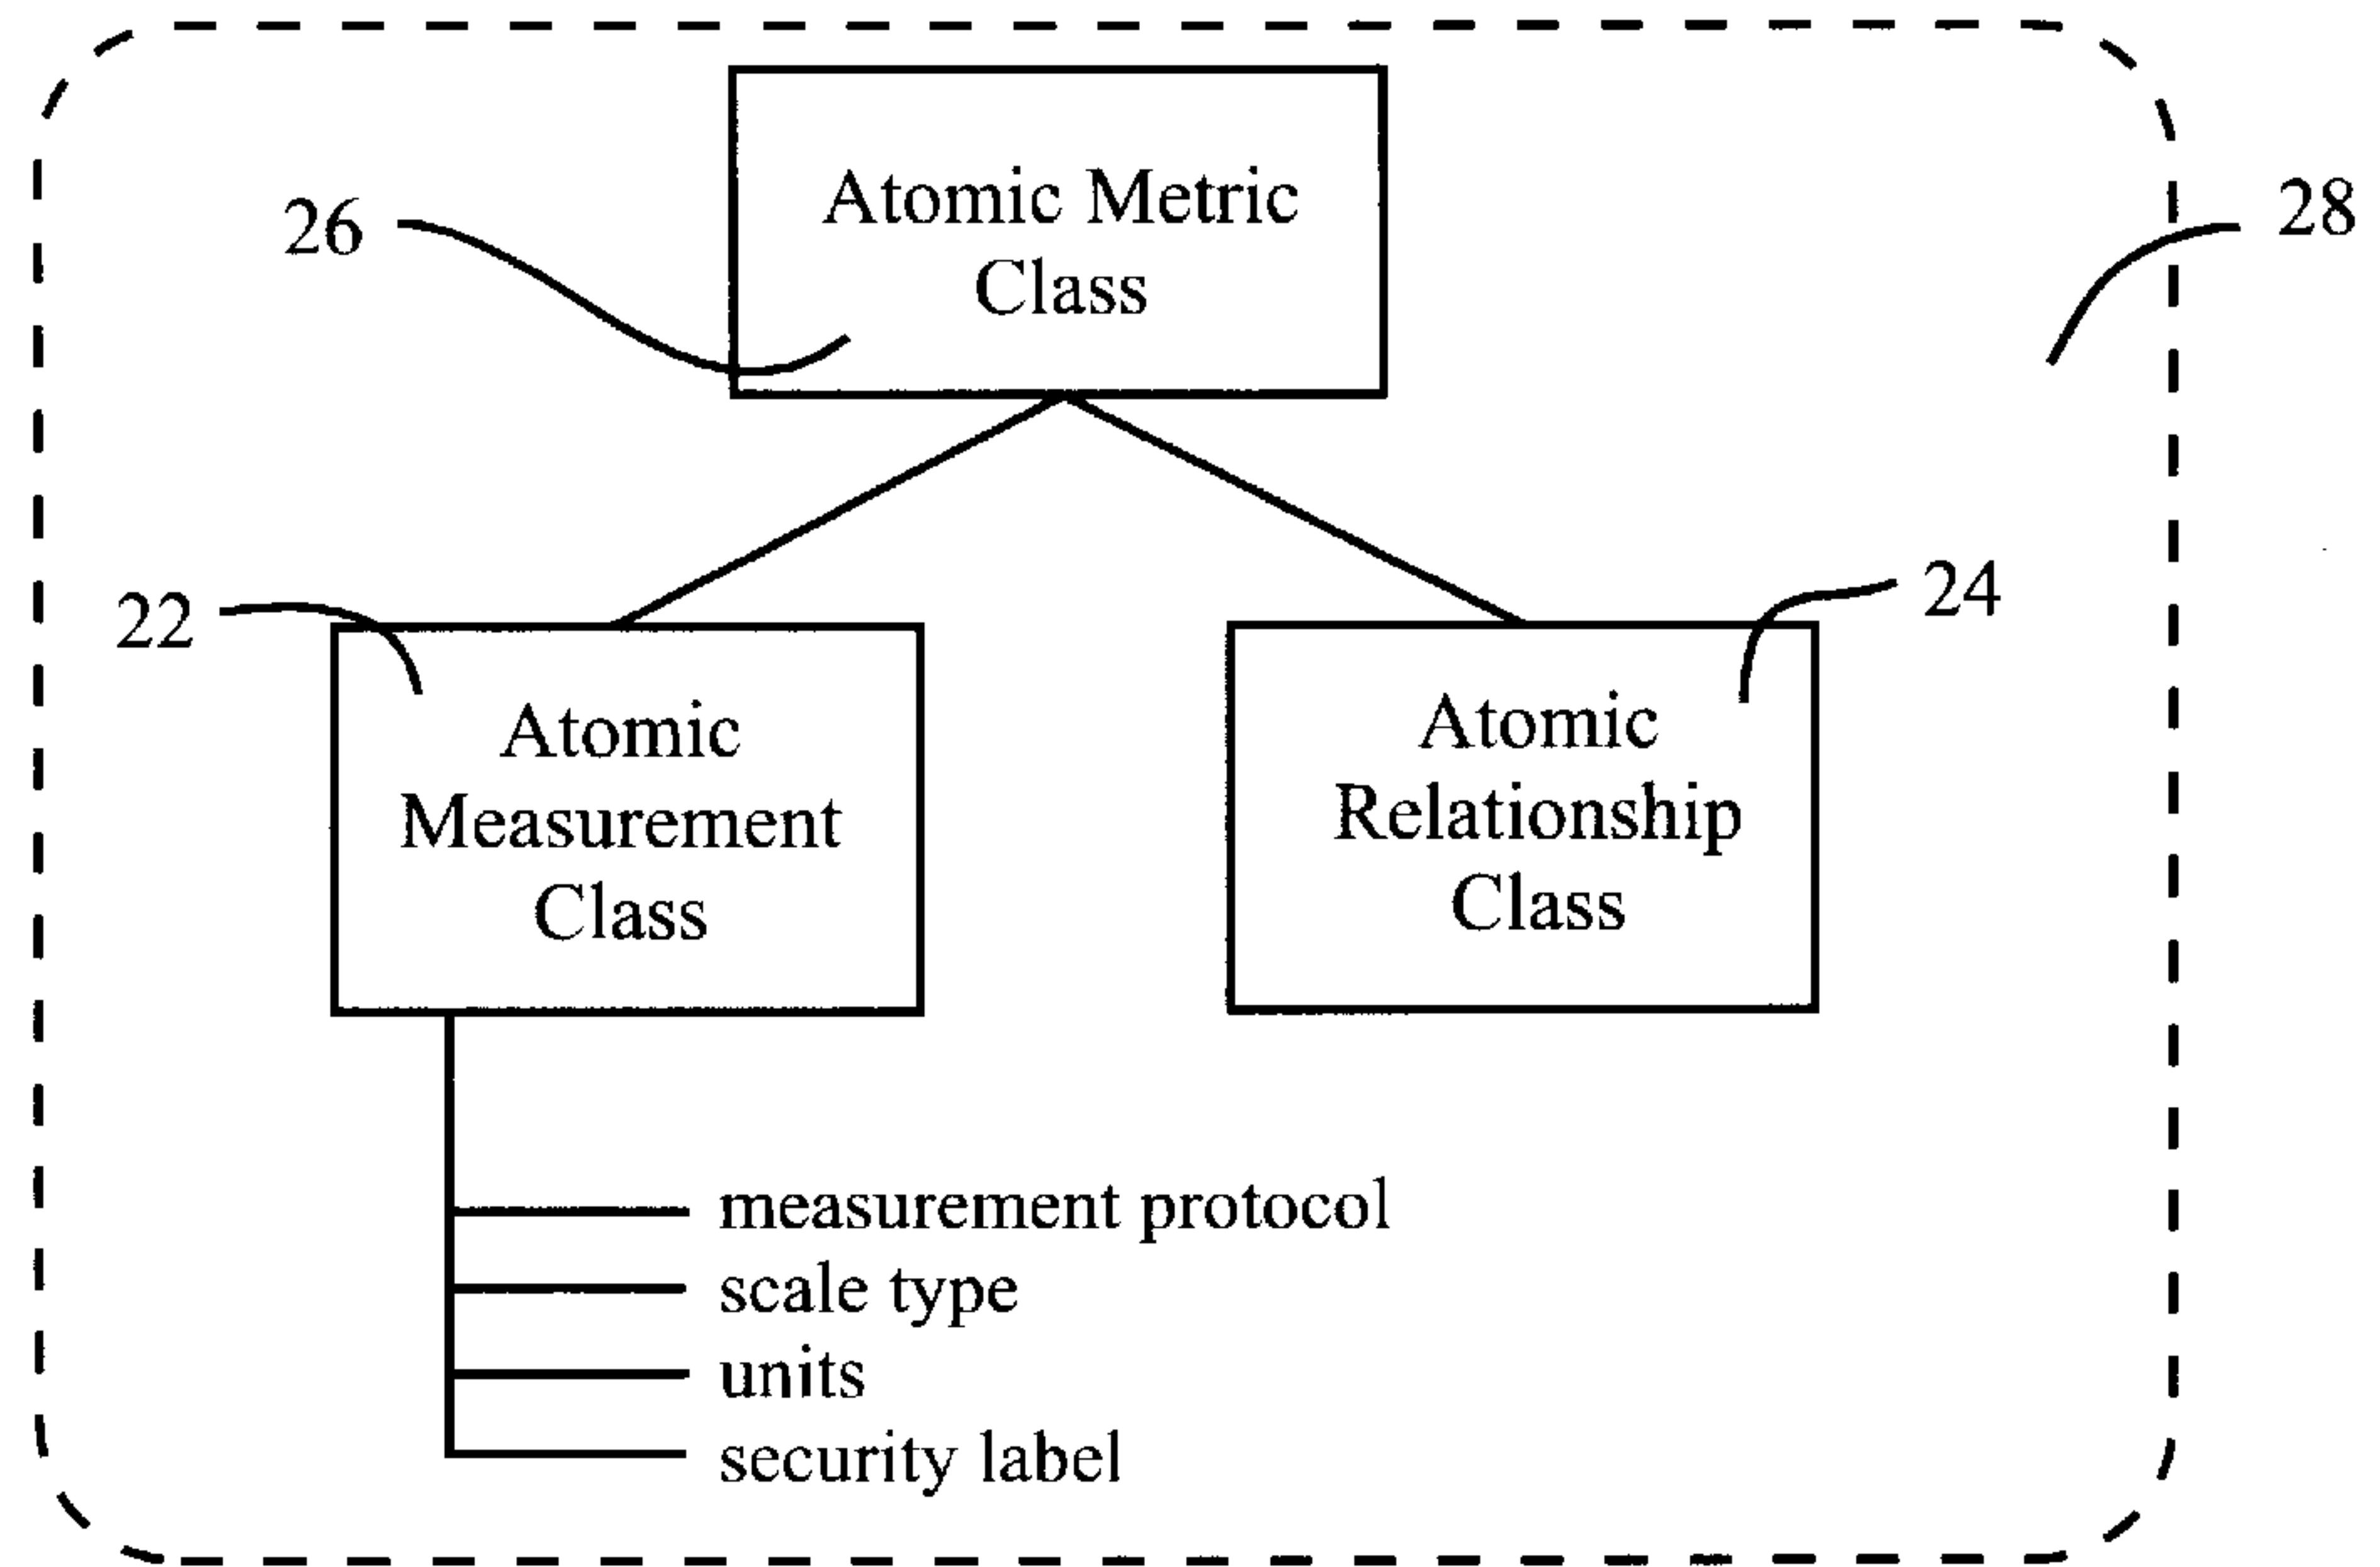 Atomic Metric
Class
26
28
22
24
Atomic
Measurement
Class
Atomic
Relationship
Class
measurement protocol
scale type
units
security label